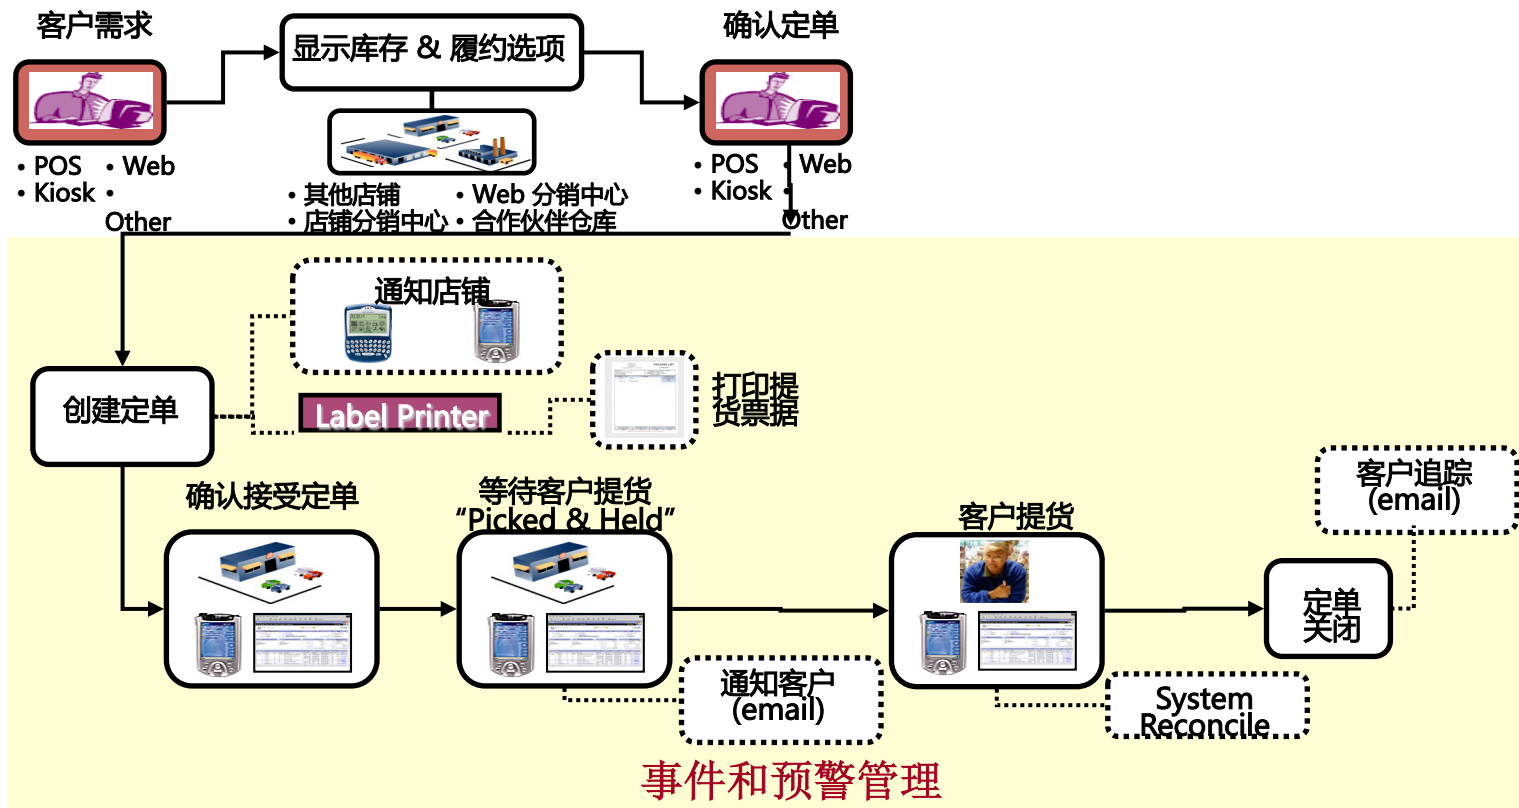 客户需求
显示库存 & 履约选项
确认定单
• POS • Web
• Kiosk •
Other
• 其他店铺 • Web 分销中心
• 店铺分销中心 • 合作伙伴仓库
• POS • Web
• Kiosk •
Other
通知店铺
创建定单
Label Printer
打印提
货票据
确认接受定单
等待客户提货
“Picked & Held”
客户提货
客户追踪
(email)
定单
关闭
通知客户
(email)
System
Reconcile
事件和预警管理